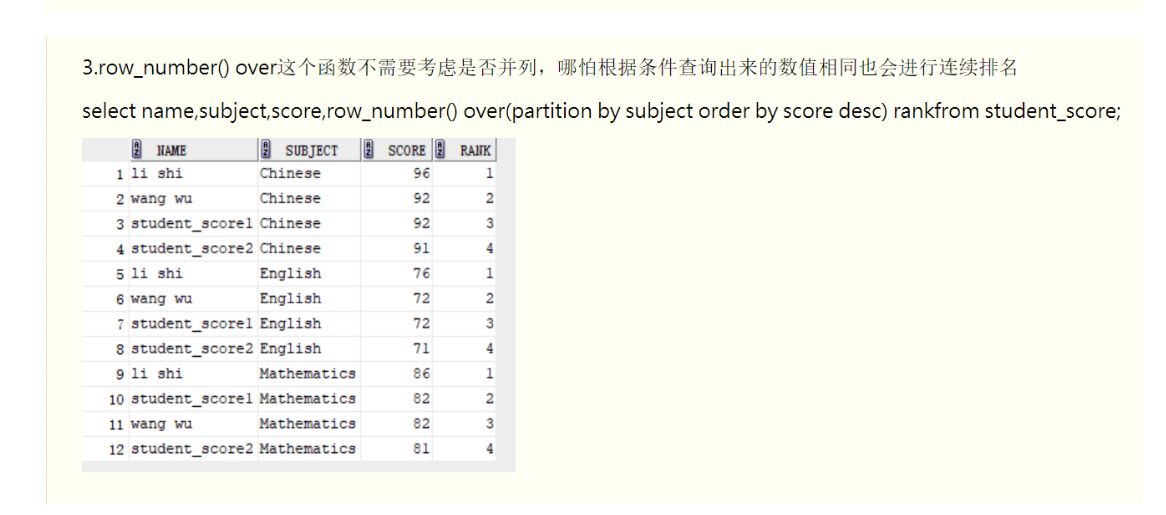 3.row_number() over这个函数不需要考虑是否并列，哪怕根据条件查询出来的数值相同也会进行连续排名
select name,subject,score,row_number() over(partition by subject order by score desc) rankfrom student_score;
NAME SUBJECT SCORE RANK
1 li shi Chinese 96 1
2 wang wu Chinese 92 2
3 student_score1 Chinese 92 3
4 student_score2 Chinese 91 4
5 li shi English 76 1
6 wang wu English 72 2
7 student_score1 English 72 3
8 student_score2 English 71 4
9 li shi Mathematics 86 1
10 student_score1 Mathematics 82 2
11 wang wu Mathematics 82 3
12 student_score2 Mathematics 81 4